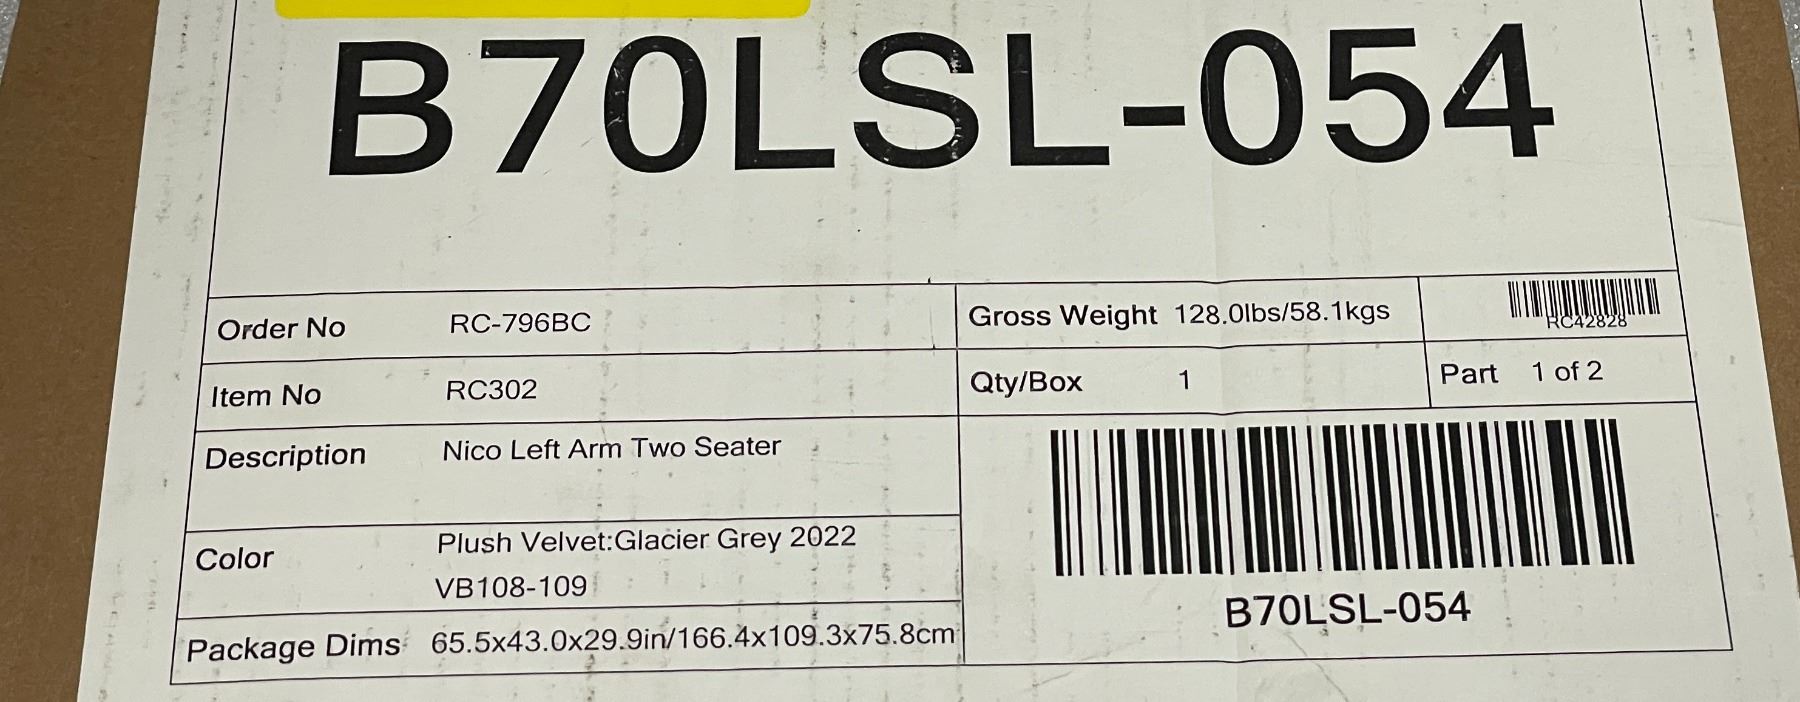 B70LSL-054
Order No RC-796BC
Gross Weight 128.0lbs/58.1kgs
RC42828
Item No RC302
Qty/Box 1
Part 1 of 2
Description Nico Left Arm Two Seater
Color Plush Velvet:Glacier Grey 2022
VB108-109
B70LSL-054
Package Dims 65.5x43.0x29.9in/166.4x109.3x75.8cm